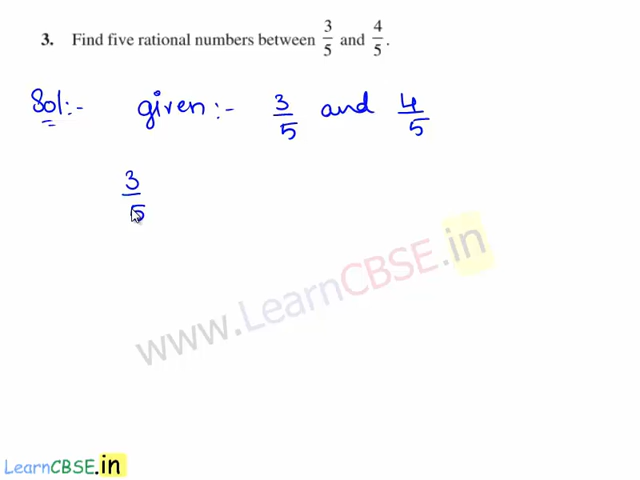 3. Find five rational numbers between 3/5 and 4/5.
Sol:- given:- 3/5 and 4/5
3/5
www.LearnCBSE.in
LearnCBSE.in